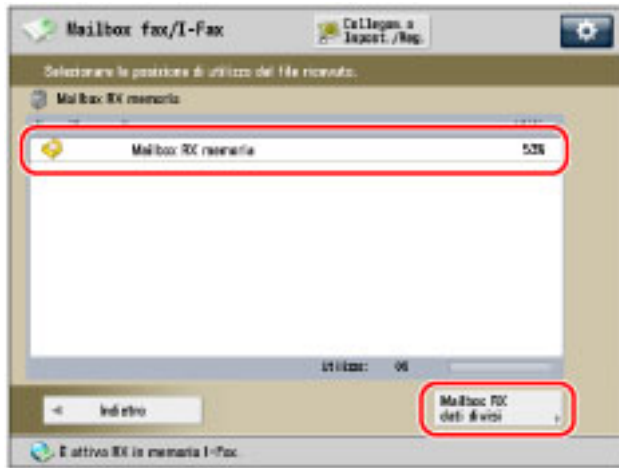 Mailbox fax/I-Fax
Collegam. a
Impost./Reg.
Selezionare la posizione di utilizzo del file ricevuto.
Mailbox RX memoria
Mailbox RX memoria 53%
Utilizzo: 0%
Indietro
Mailbox RX
dati divisi
È attivo RX in memoria I-Fax.